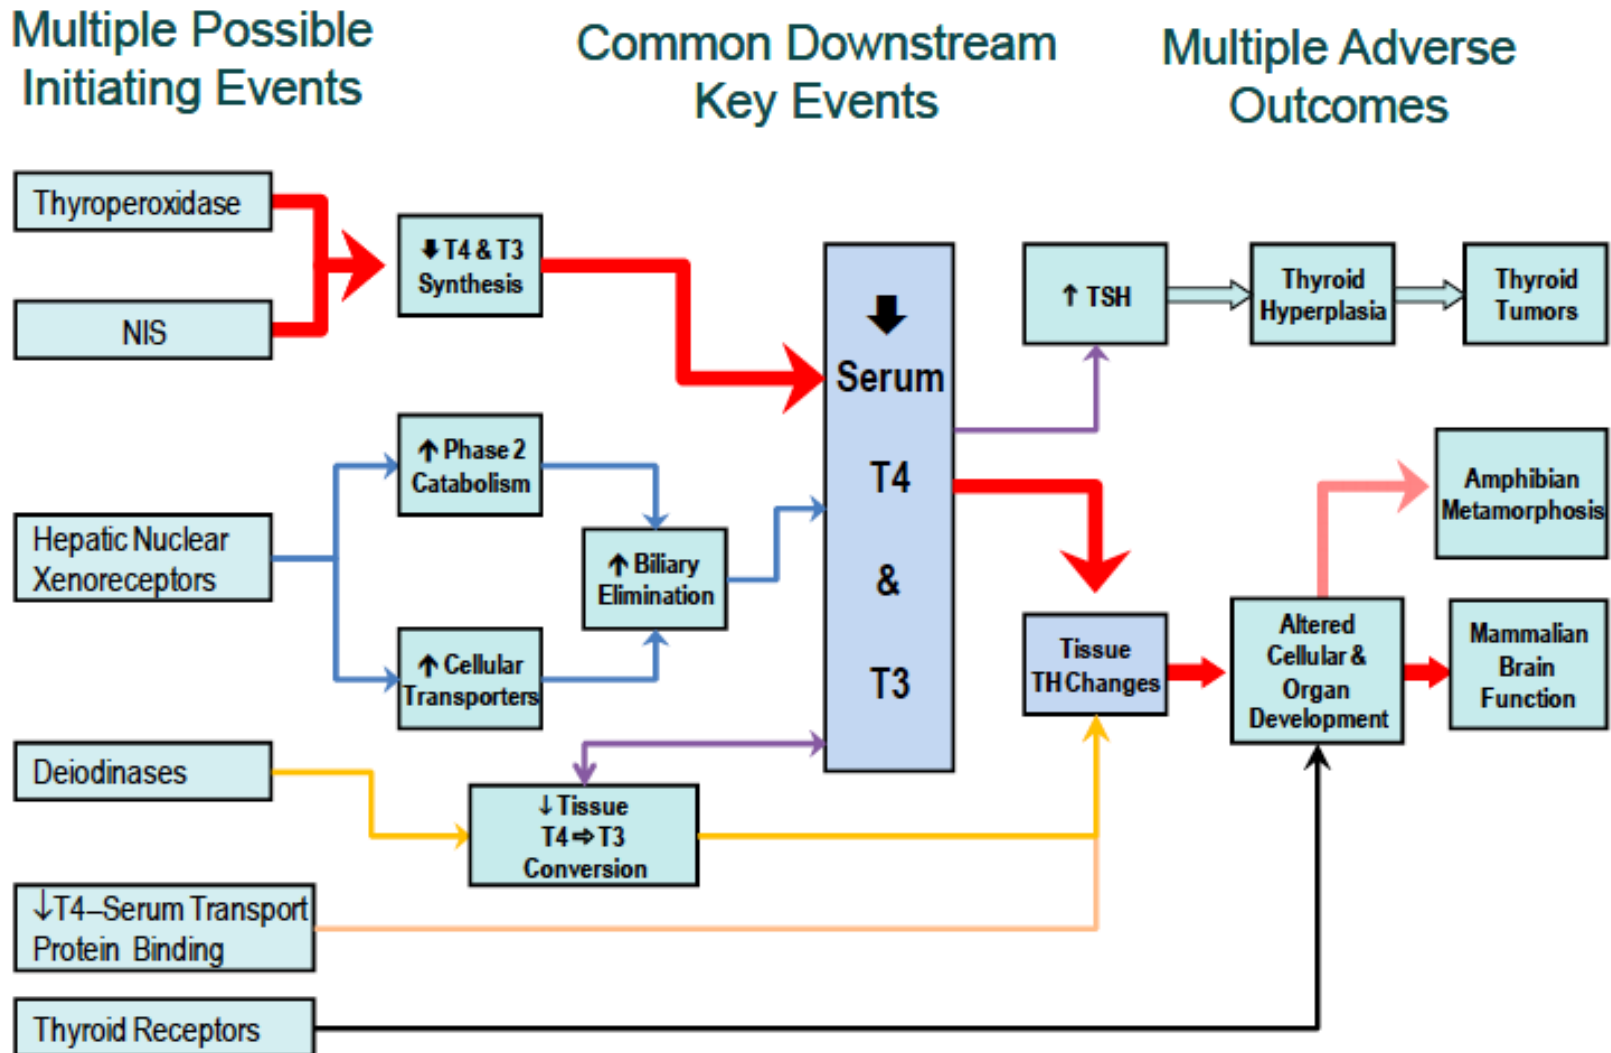 Multiple Possible
Initiating Events
Common Downstream
Key Events
Multiple Adverse
Outcomes
Thyroperoxidase
NIS
Hepatic Nuclear
Xenoreceptors
Deiodinases
↓T4–Serum Transport
Protein Binding
Thyroid Receptors
⬇ T4 & T3
Synthesis
↑ Phase 2
Catabolism
↑ Cellular
Transporters
↑ Biliary
Elimination
↓ Tissue
T4 ⇨ T3
Conversion
⬇
Serum
T4
&
T3
↑ TSH
Thyroid
Hyperplasia
Thyroid
Tumors
Tissue
TH Changes
Altered
Cellular &
Organ
Development
Amphibian
Metamorphosis
Mammalian
Brain
Function